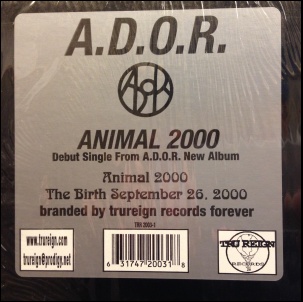 A.D.O.R.
ADOR
ANIMAL 2000
Debut Single From A.D.O.R. New Album
Animal 2000
The Birth September 26, 2000
branded by trureign records forever
TRN 2003-1
www.trureign.com
trureign@prodigy.net
6 31747 20031 8
TRU REIGN
RECORDS